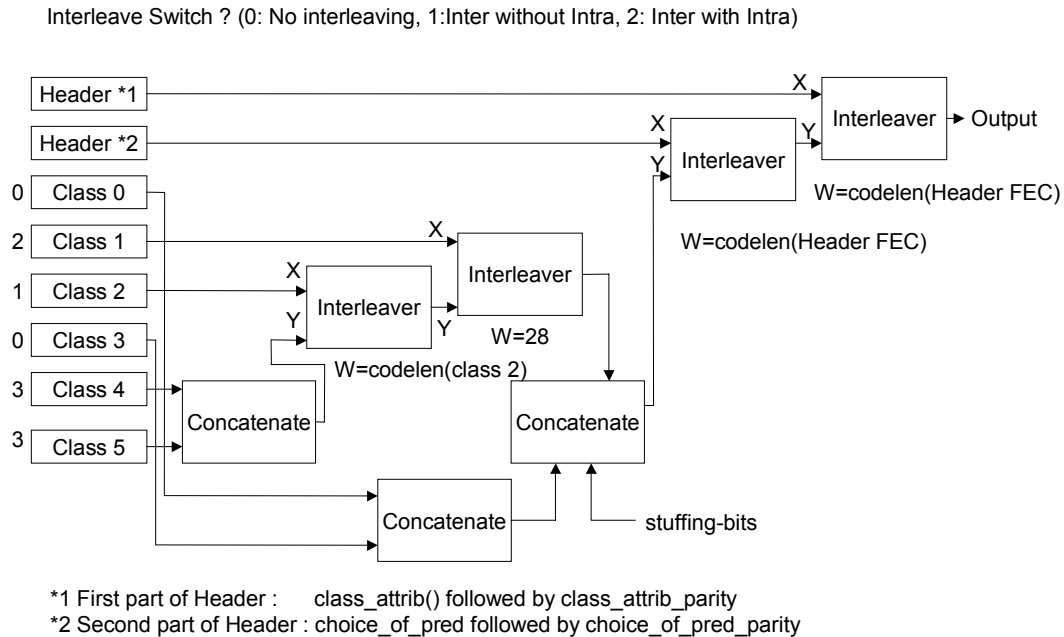 Interleave Switch ? (0: No interleaving, 1:Inter without Intra, 2: Inter with Intra)
Header *1
X
Interleaver
Output
Header *2
X
Y
Interleaver
Y
W=codelen(Header FEC)
0
Class 0
2
Class 1
X
W=codelen(Header FEC)
Interleaver
1
Class 2
X
Interleaver
Y
Y
W=28
0
Class 3
W=codelen(class 2)
3
Class 4
Concatenate
Concatenate
3
Class 5
Concatenate
stuffing-bits
*1 First part of Header : class_attrib() followed by class_attrib_parity
*2 Second part of Header : choice_of_pred followed by choice_of_pred_parity